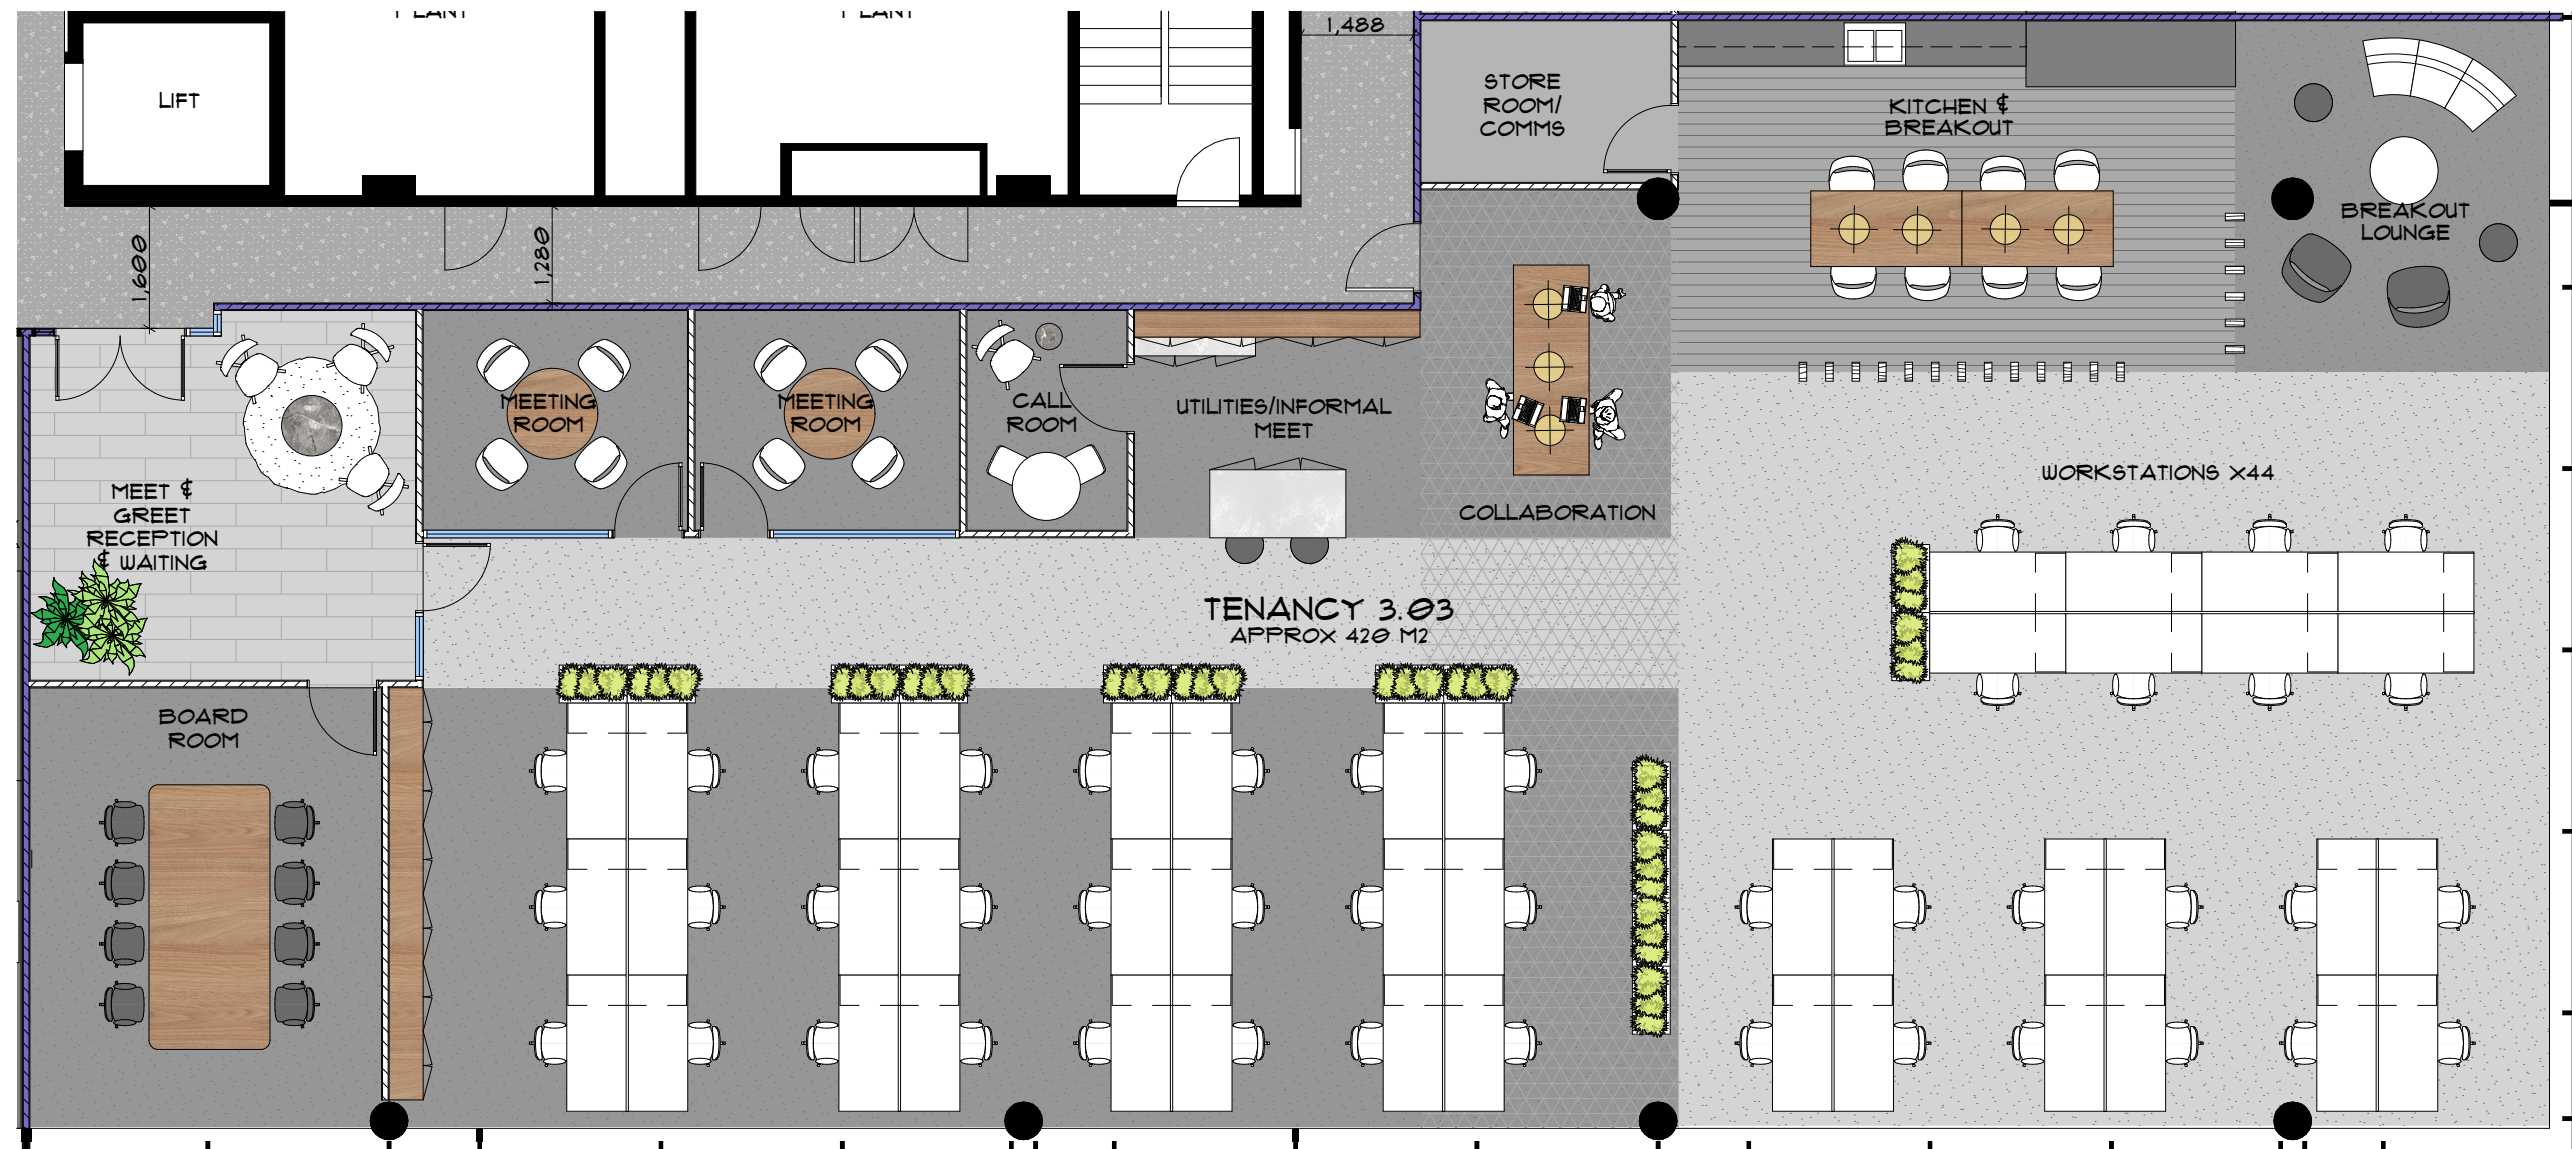 PLANT
PLANT
1,488
LIFT
STORE
ROOM/
COMMS
KITCHEN &
BREAKOUT
BREAKOUT
LOUNGE
1,600
1,280
MEETING
ROOM
MEETING
ROOM
CALL
ROOM
UTILITIES/INFORMAL
MEET
COLLABORATION
WORKSTATIONS X44
MEET &
GREET
RECEPTION
& WAITING
TENANCY 3.03
APPROX 420 M2
BOARD
ROOM